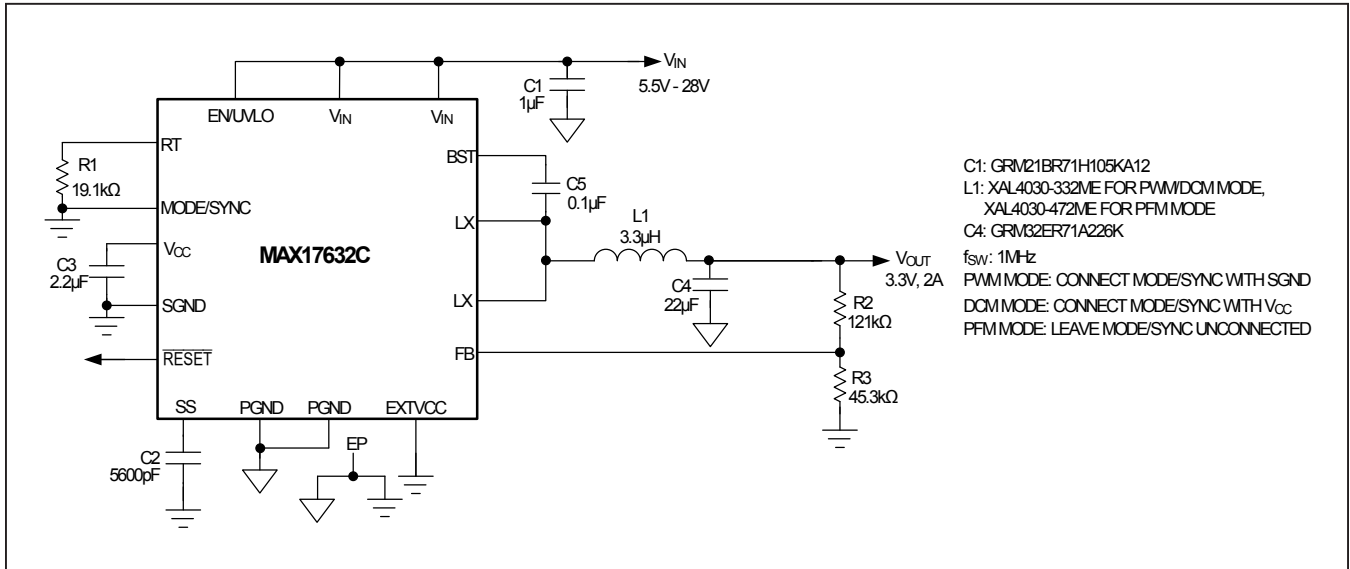 VIN
5.5V - 28V
C1
1µF
EN/UVLO
VIN
VIN
RT
R1
19.1kΩ
MODE/SYNC
VCC
C3
2.2µF
SGND
RESET
SS
PGND
PGND
EXTVCC
C2
5600pF
EP
MAX17632C
BST
C5
0.1µF
LX
LX
FB
L1
3.3µH
C4
22µF
VOUT
3.3V, 2A
R2
121kΩ
R3
45.3kΩ
C1: GRM21BR71H105KA12
L1: XAL4030-332ME FOR PWM/DCM MODE,
XAL4030-472ME FOR PFM MODE
C4: GRM32ER71A226K
fSW: 1MHz
PWM MODE: CONNECT MODE/SYNC WITH SGND
DCM MODE: CONNECT MODE/SYNC WITH VCC
PFM MODE: LEAVE MODE/SYNC UNCONNECTED